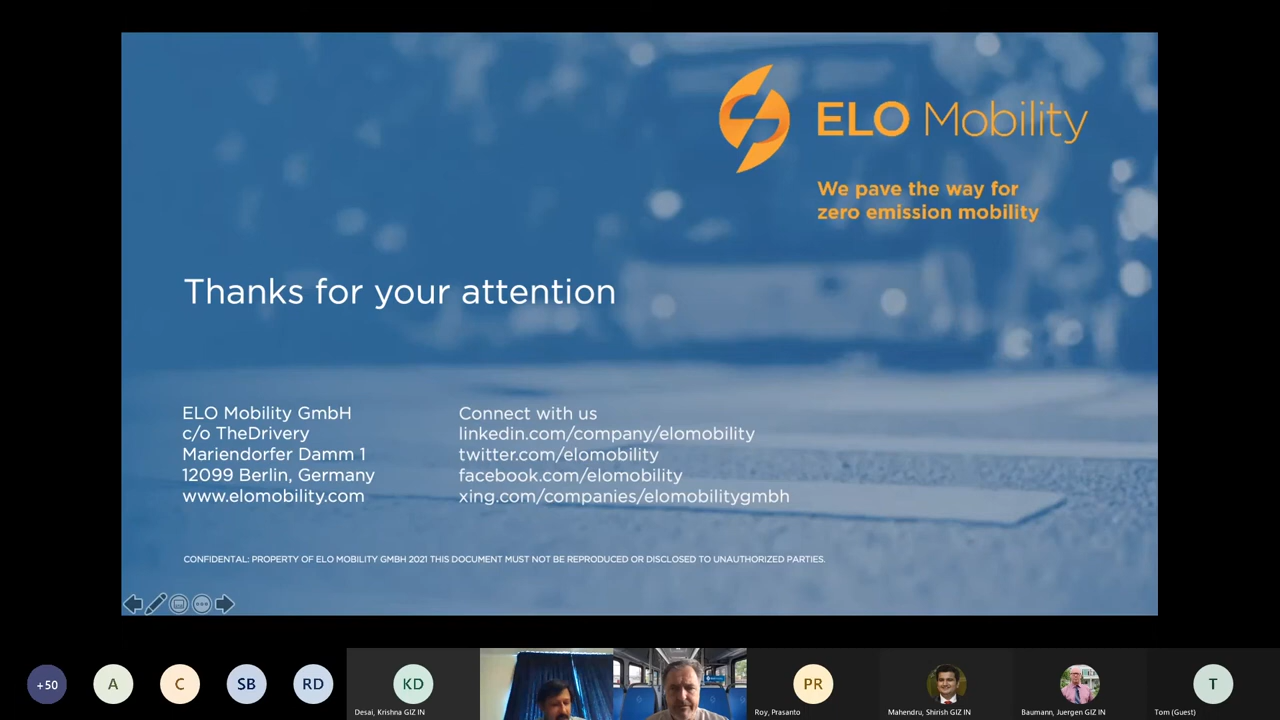 ELO Mobility
We pave the way for
zero emission mobility
Thanks for your attention
ELO Mobility GmbH
c/o TheDrivery
Mariendorfer Damm 1
12099 Berlin, Germany
www.elomobility.com
Connect with us
linkedin.com/company/elomobility
twitter.com/elomobility
facebook.com/elomobility
xing.com/companies/elomobilitygmbh
CONFIDENTAL: PROPERTY OF ELO MOBILITY GMBH 2021 THIS DOCUMENT MUST NOT BE REPRODUCED OR DISCLOSED TO UNAUTHORIZED PARTIES.
+50
A
C
SB
RD
KD
PR
T
Desai, Krishna GIZ IN
Roy, Prasanto
Mahendru, Shirish GIZ IN
Baumann, Juergen GIZ IN
Tom (Guest)